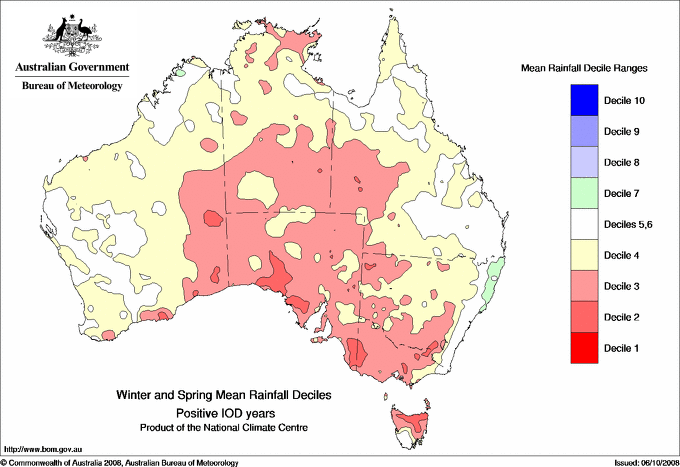 Australian Government
Bureau of Meteorology
Mean Rainfall Decile Ranges
Decile 10
Decile 9
Decile 8
Decile 7
Deciles 5,6
Decile 4
Decile 3
Decile 2
Decile 1
Winter and Spring Mean Rainfall Deciles
Positive IOD years
Product of the National Climate Centre
http://www.bom.gov.au
© Commonwealth of Australia 2008, Australian Bureau of Meteorology
Issued: 06/10/2008